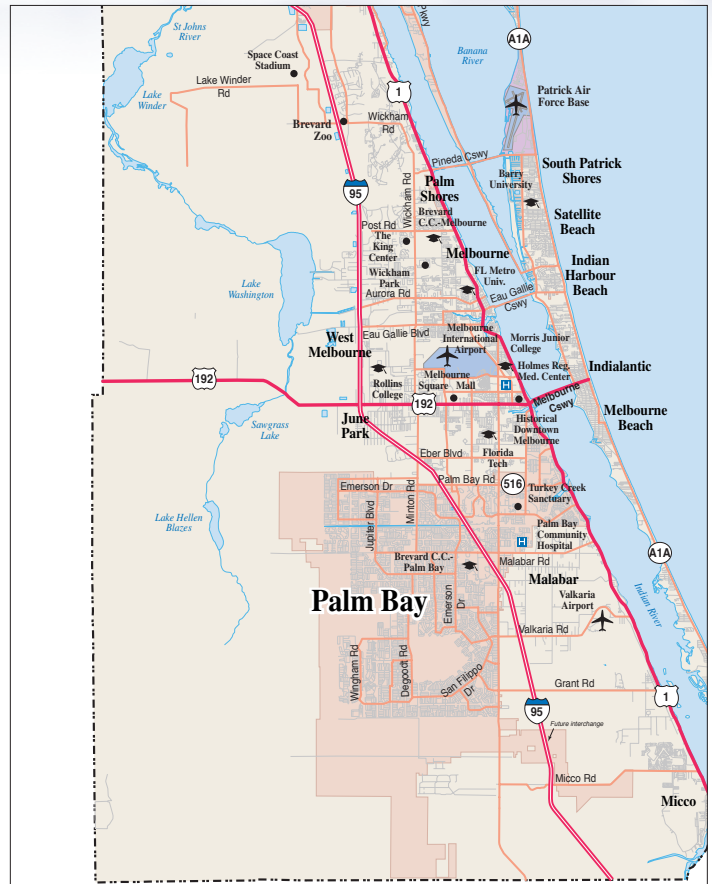 St Johns
River
Banana
River
A1A
Space Coast
Stadium
Lake Winder
Rd
Lake
Winder
1
Patrick Air
Force Base
Brevard
Zoo
Wickham
Rd
Pineda Cswy
South Patrick
Shores
Barry
University
95
Palm
Shores
Wickham Rd
Satellite
Beach
Post Rd
Brevard
C.C.-Melbourne
The
King
Center
Melbourne
Indian
Harbour
Beach
Wickham
Park
FL Metro
Univ.
Lake
Washington
Aurora Rd
Eau Gallie
Cswy
Eau Gallie Blvd
West
Melbourne
Melbourne
International
Airport
Morris Junior
College
Holmes Reg.
Med. Center
Indialantic
192
Rollins
College
Melbourne
Square
Mall
H
192
Melbourne
Cswy
Melbourne
Beach
June
Park
Historical
Downtown
Melbourne
Sawgrass
Lake
Florida
Tech
Eber Blvd
Palm Bay Rd
Emerson Dr
516
Turkey Creek
Sanctuary
Minton Rd
Jupiter Blvd
Lake Hellen
Blazes
H
Palm Bay
Community
Hospital
A1A
Malabar Rd
Brevard C.C.-
Palm Bay
Malabar
Palm Bay
Emerson
Dr
Valkaria
Airport
Indian River
Valkaria Rd
Wingham Rd
Degoodt Rd
San Filippo
Dr
Grant Rd
1
95
Future interchange
Micco Rd
Micco